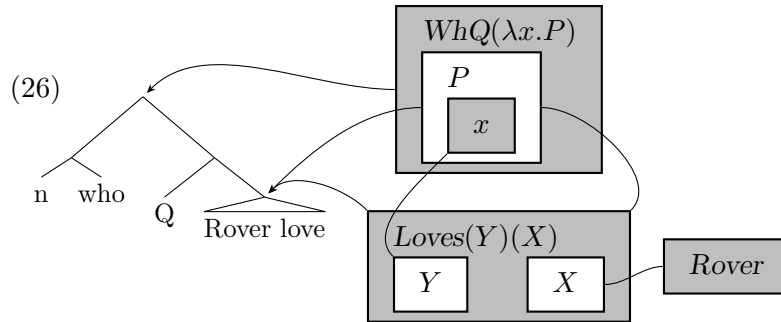 (26)
n
who
Q
Rover love
WhQ(λx.P)
P
x
Loves(Y)(X)
Y
X
Rover